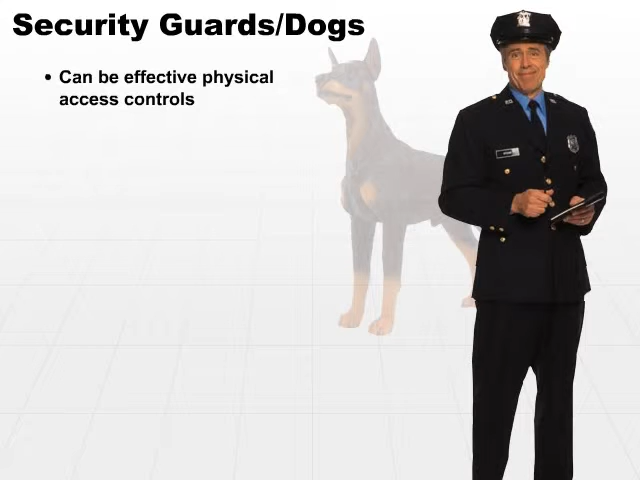 Security Guards/Dogs
• Can be effective physical
access controls